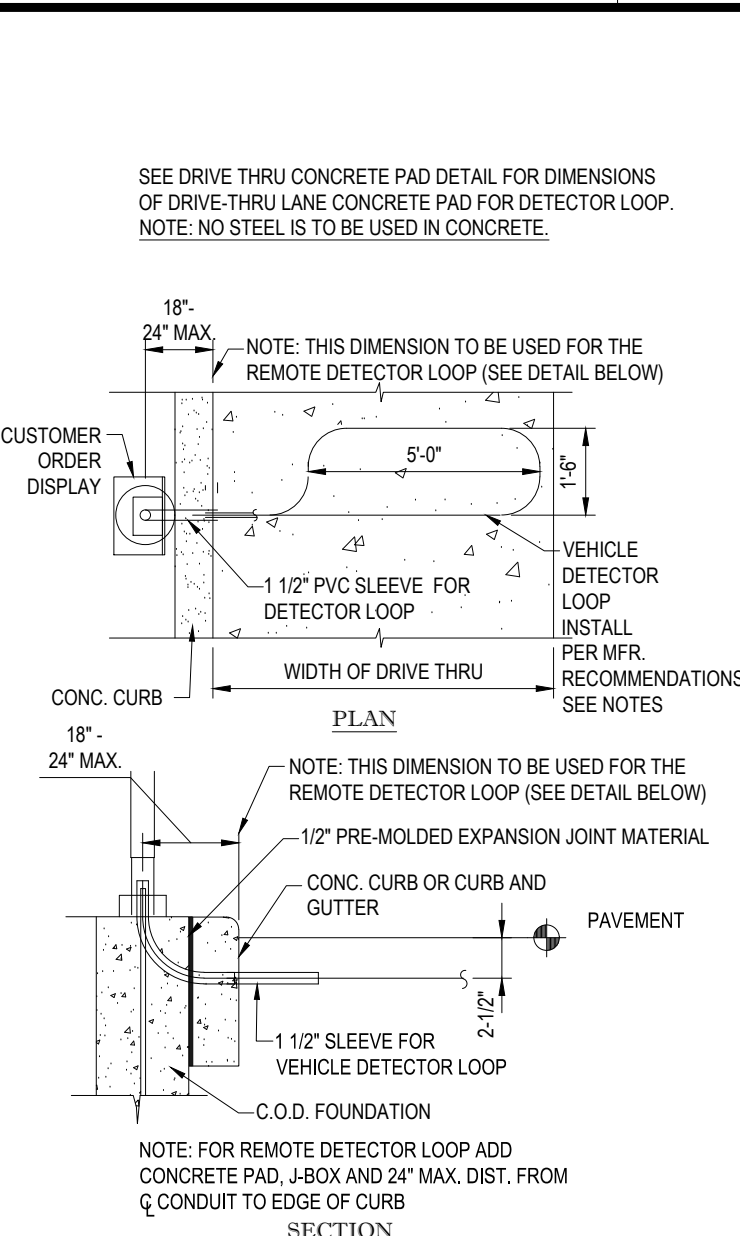 SEE DRIVE THRU CONCRETE PAD DETAIL FOR DIMENSIONS
OF DRIVE-THRU LANE CONCRETE PAD FOR DETECTOR LOOP.
NOTE: NO STEEL IS TO BE USED IN CONCRETE.
18"-
24" MAX.
NOTE: THIS DIMENSION TO BE USED FOR THE
REMOTE DETECTOR LOOP (SEE DETAIL BELOW)
CUSTOMER
ORDER
DISPLAY
5'-0"
1'-6"
1 1/2" PVC SLEEVE FOR
DETECTOR LOOP
VEHICLE
DETECTOR
LOOP
INSTALL
PER MFR.
RECOMMENDATIONS
SEE NOTES
WIDTH OF DRIVE THRU
CONC. CURB
PLAN
18" -
24" MAX.
NOTE: THIS DIMENSION TO BE USED FOR THE
REMOTE DETECTOR LOOP (SEE DETAIL BELOW)
1/2" PRE-MOLDED EXPANSION JOINT MATERIAL
CONC. CURB OR CURB AND
GUTTER
PAVEMENT
2-1/2"
1 1/2" SLEEVE FOR
VEHICLE DETECTOR LOOP
C.O.D. FOUNDATION
NOTE: FOR REMOTE DETECTOR LOOP ADD
CONCRETE PAD, J-BOX AND 24" MAX. DIST. FROM
℄ CONDUIT TO EDGE OF CURB
SECTION